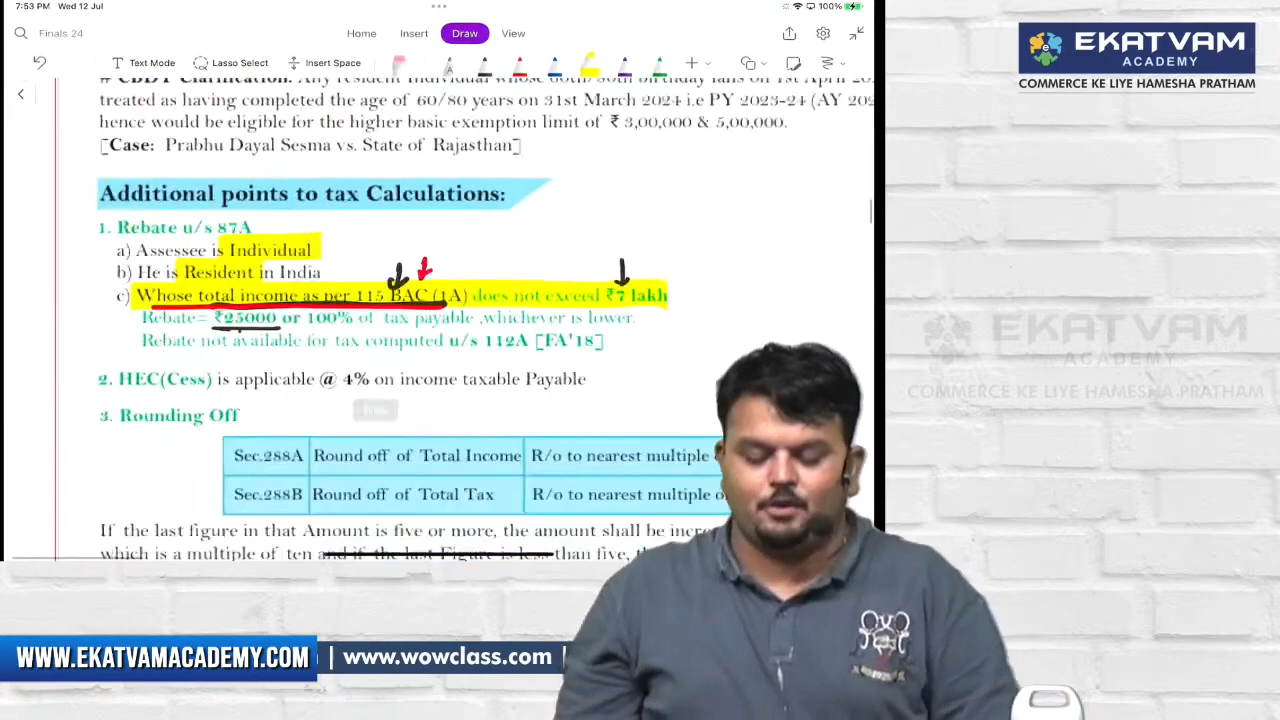 7:53 PM Wed 12 Jul
100%
Finals 24
Home Insert Draw View
EKATVAM
ACADEMY
COMMERCE KE LIYE HAMESHA PRATHAM
Text Mode Lasso Select Insert Space
treated as having completed the age of 60/80 years on 31st March 2024 i.e PY 2023-24 (AY 202
hence would be eligible for the higher basic exemption limit of ₹ 3,00,000 & 5,00,000.
[Case: Prabhu Dayal Sesma vs. State of Rajasthan]
Additional points to tax Calculations:
1. Rebate u/s 87A
a) Assessee is Individual
b) He is Resident in India
c) Whose total income as per 115 BAC (1A) does not exceed ₹7 lakh
Rebate= ₹25000 or 100% of tax payable ,whichever is lower.
Rebate not available for tax computed u/s 112A [FA'18]
2. HEC(Cess) is applicable @ 4% on income taxable Payable
3. Rounding Off
Sec.288A Round off of Total Income R/o to nearest multiple
Sec.288B Round off of Total Tax R/o to nearest multiple
If the last figure in that Amount is five or more, the amount shall be
which is a multiple of ten and if the last Figure is less than five,
EKATVAM
ACADEMY
COMMERCE KE LIYE HAMESHA PRATHAM
WWW.EKATVAMACADEMY.COM
| www.wowclass.com |